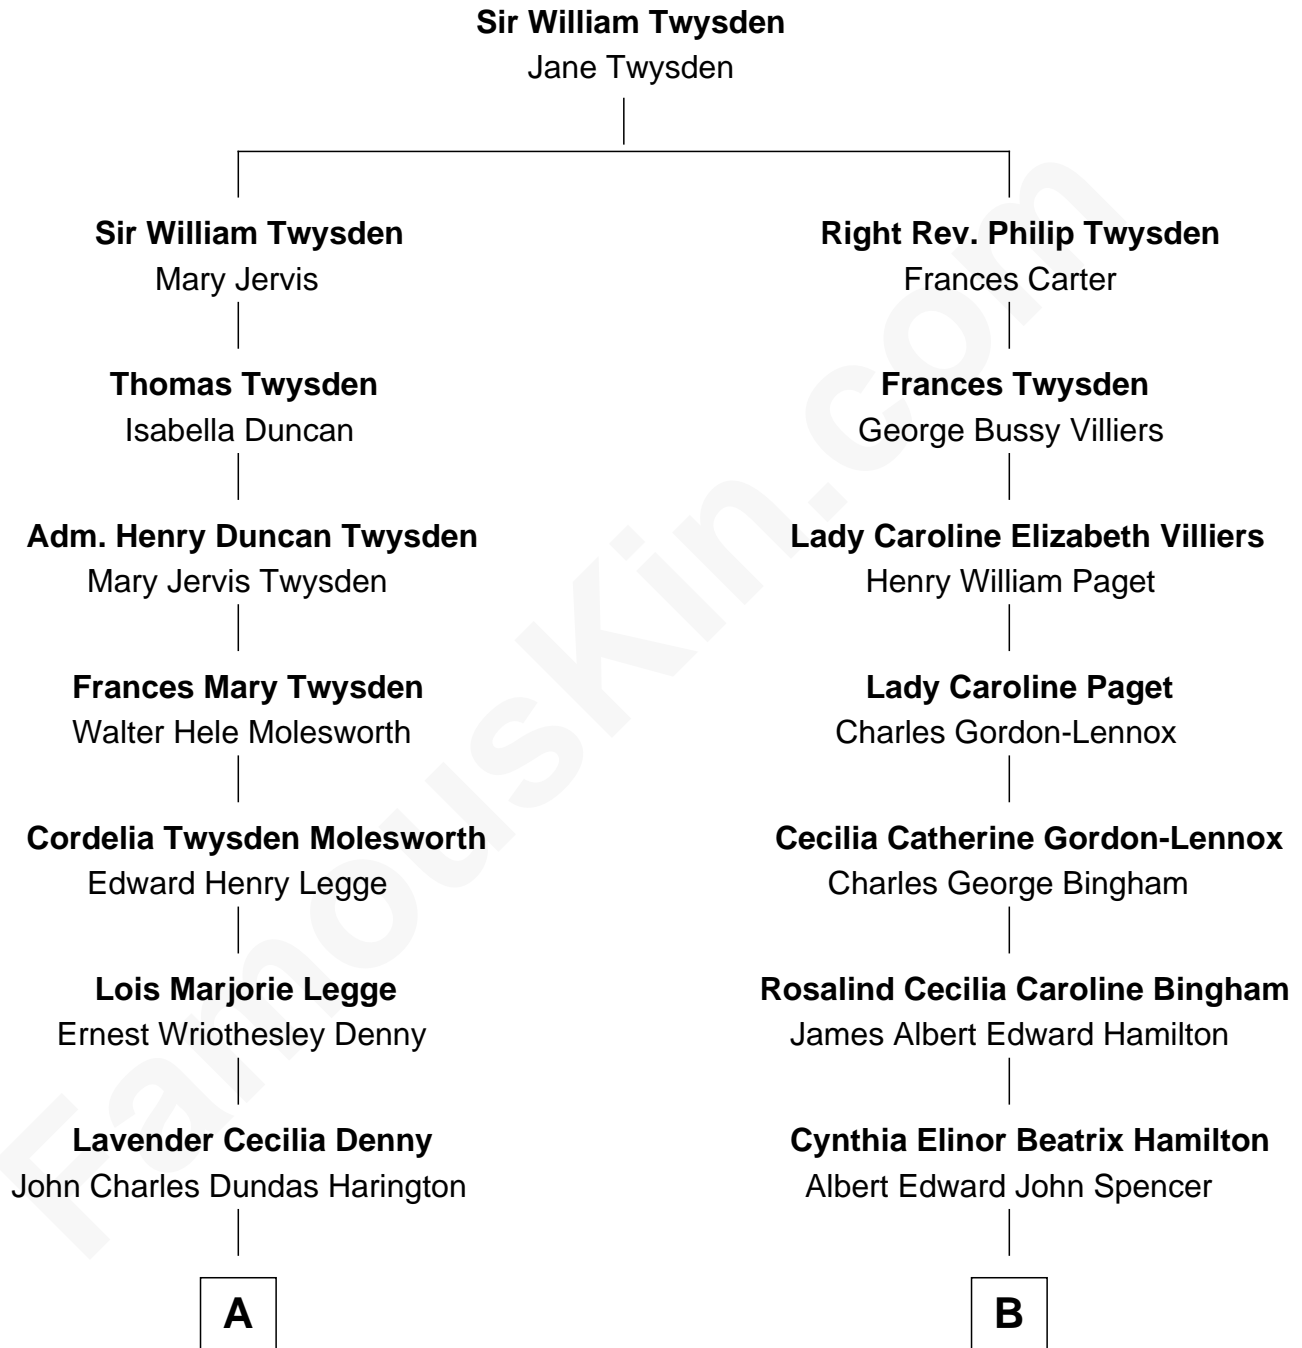 Sir William Twysden
Jane Twysden
Sir William Twysden
Mary Jervis
Thomas Twysden
Isabella Duncan
Adm. Henry Duncan Twysden
Mary Jervis Twysden
Frances Mary Twysden
Walter Hele Molesworth
Cordelia Twysden Molesworth
Edward Henry Legge
Lois Marjorie Legge
Ernest Wriothesley Denny
Lavender Cecilia Denny
John Charles Dundas Harington
A
Right Rev. Philip Twysden
Frances Carter
Frances Twysden
George Bussy Villiers
Lady Caroline Elizabeth Villiers
Henry William Paget
Lady Caroline Paget
Charles Gordon-Lennox
Cecilia Catherine Gordon-Lennox
Charles George Bingham
Rosalind Cecilia Caroline Bingham
James Albert Edward Hamilton
Cynthia Elinor Beatrix Hamilton
Albert Edward John Spencer
B
FamousKin.com